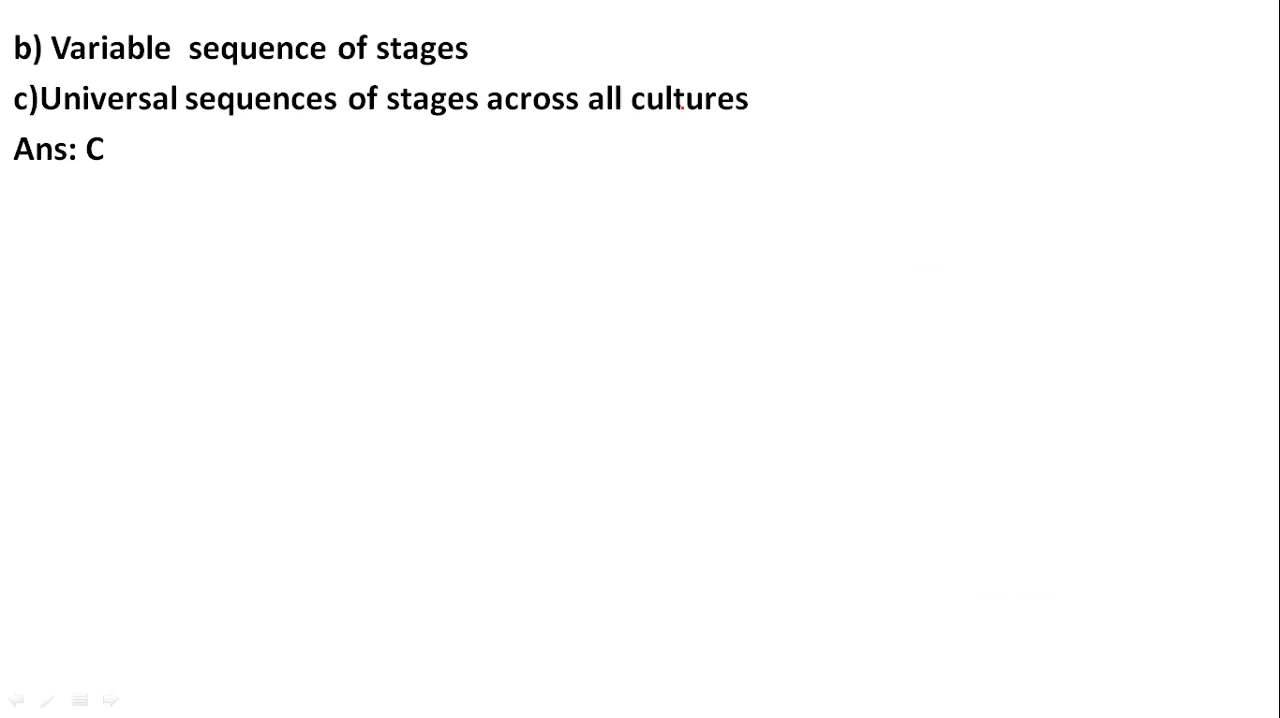 b) Variable  sequence of stages
c)Universal sequences of stages across all cultures
Ans: C